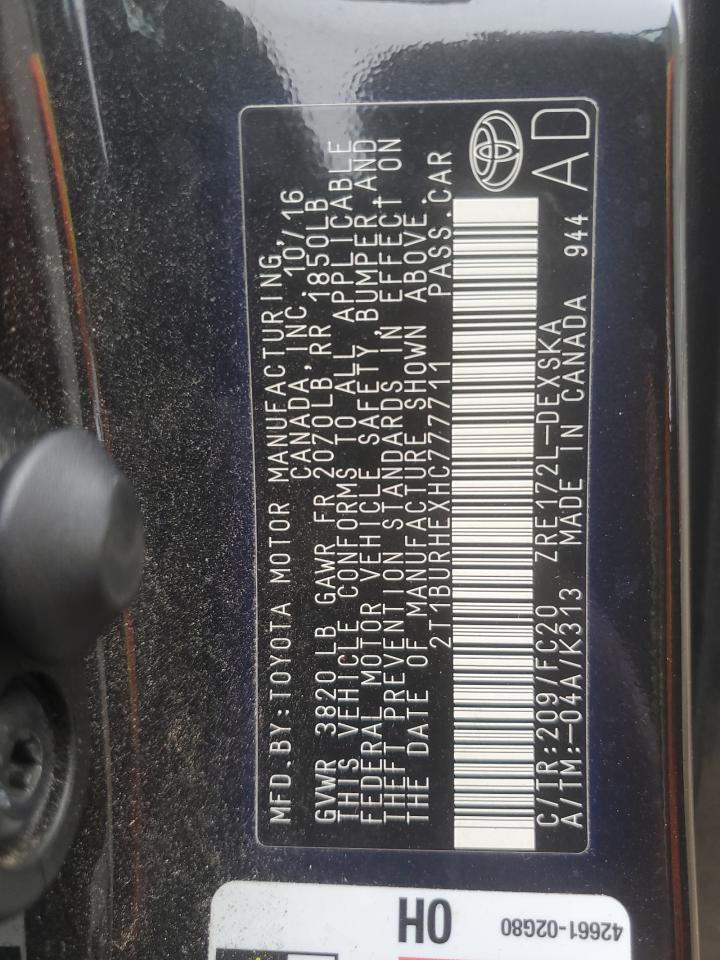 MFD.BY:TOYOTA MOTOR MANUFACTURING,
CANADA,INC. 10/16
GVWR 3820LB GAWR FR 2070LB,RR 1850LB
THIS VEHICLE CONFORMS TO ALL APPLICABLE
FEDERAL MOTOR VEHICLE SAFETY,BUMPER,AND
THEFT PREVENTION STANDARDS IN EFFECT ON
THE DATE OF MANUFACTURE SHOWN ABOVE.
2T1BURHEXHC777711 PASS.CAR
C/TR:209/FC20 ZRE172L-DEXSKA
A/TM:-04A/K313 MADE IN CANADA 944
AD
OH
42661-02G80